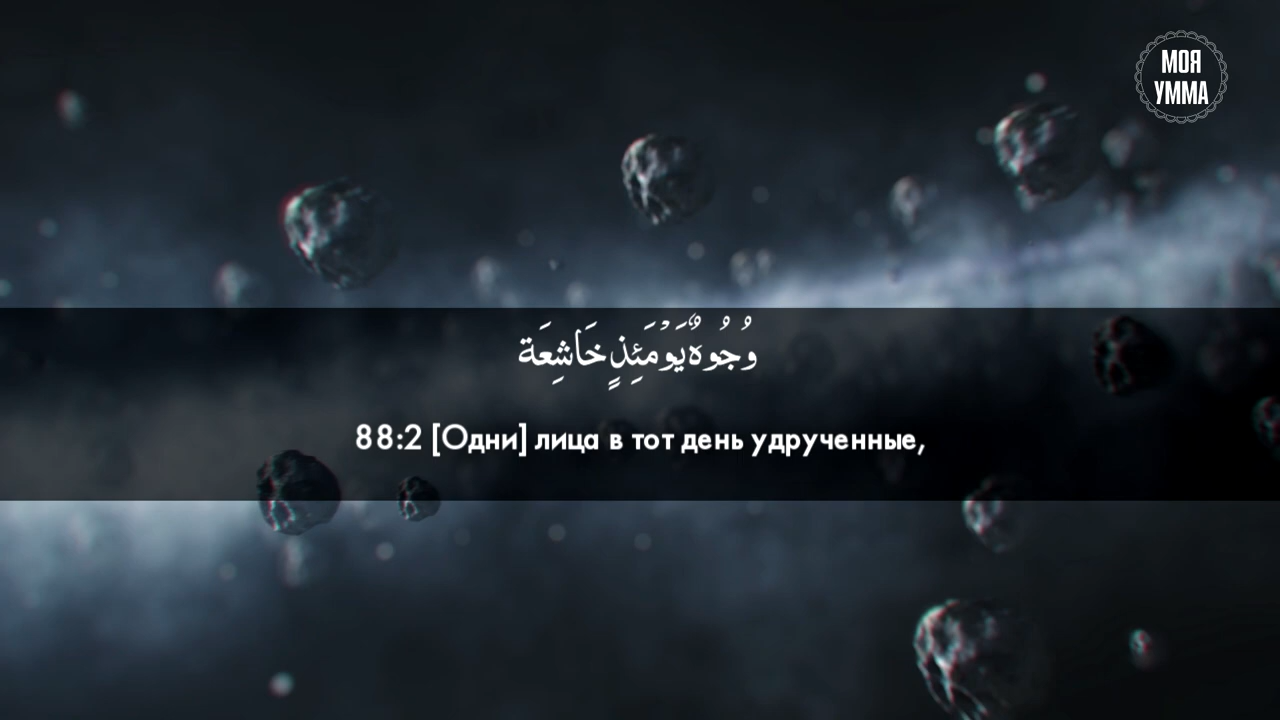 МОЯ
УММА
وُجُوهٌ يَوْمَئِذٍ خَاشِعَة
88:2 [Одни] лица в тот день удрученные,